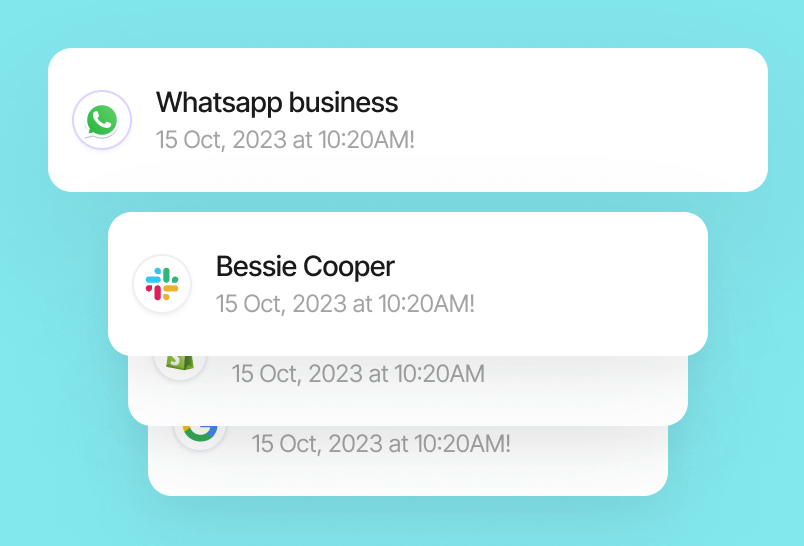 Whatsapp business
15 Oct, 2023 at 10:20AM!
Bessie Cooper
15 Oct, 2023 at 10:20AM!
15 Oct, 2023 at 10:20AM
15 Oct, 2023 at 10:20AM!